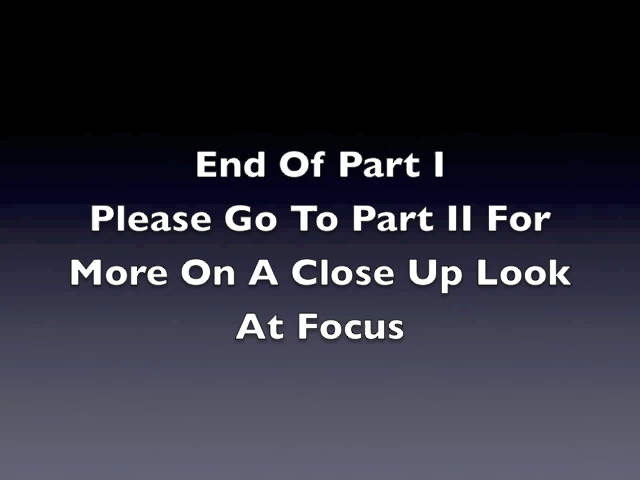 End Of Part I
Please Go To Part II For
More On A Close Up Look
At Focus